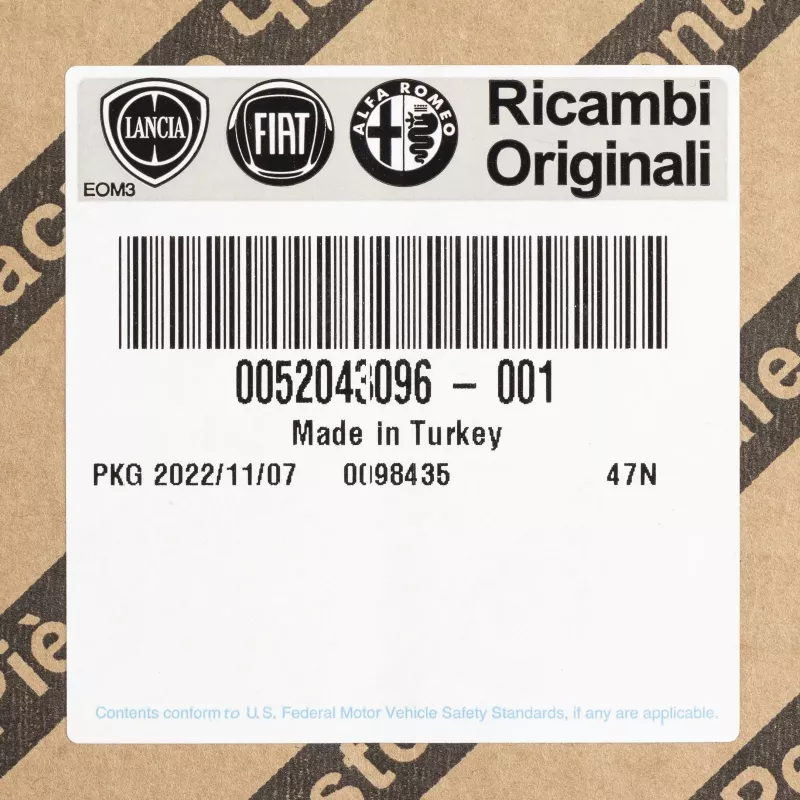 LANCIA
FIAT
ALFA ROMEO
Ricambi
Originali
EOM3
0052043096 - 001
Made in Turkey
PKG 2022/11/07 0098435 47N
Contents conform to U.S. Federal Motor Vehicle Safety Standards, if any are applicable.